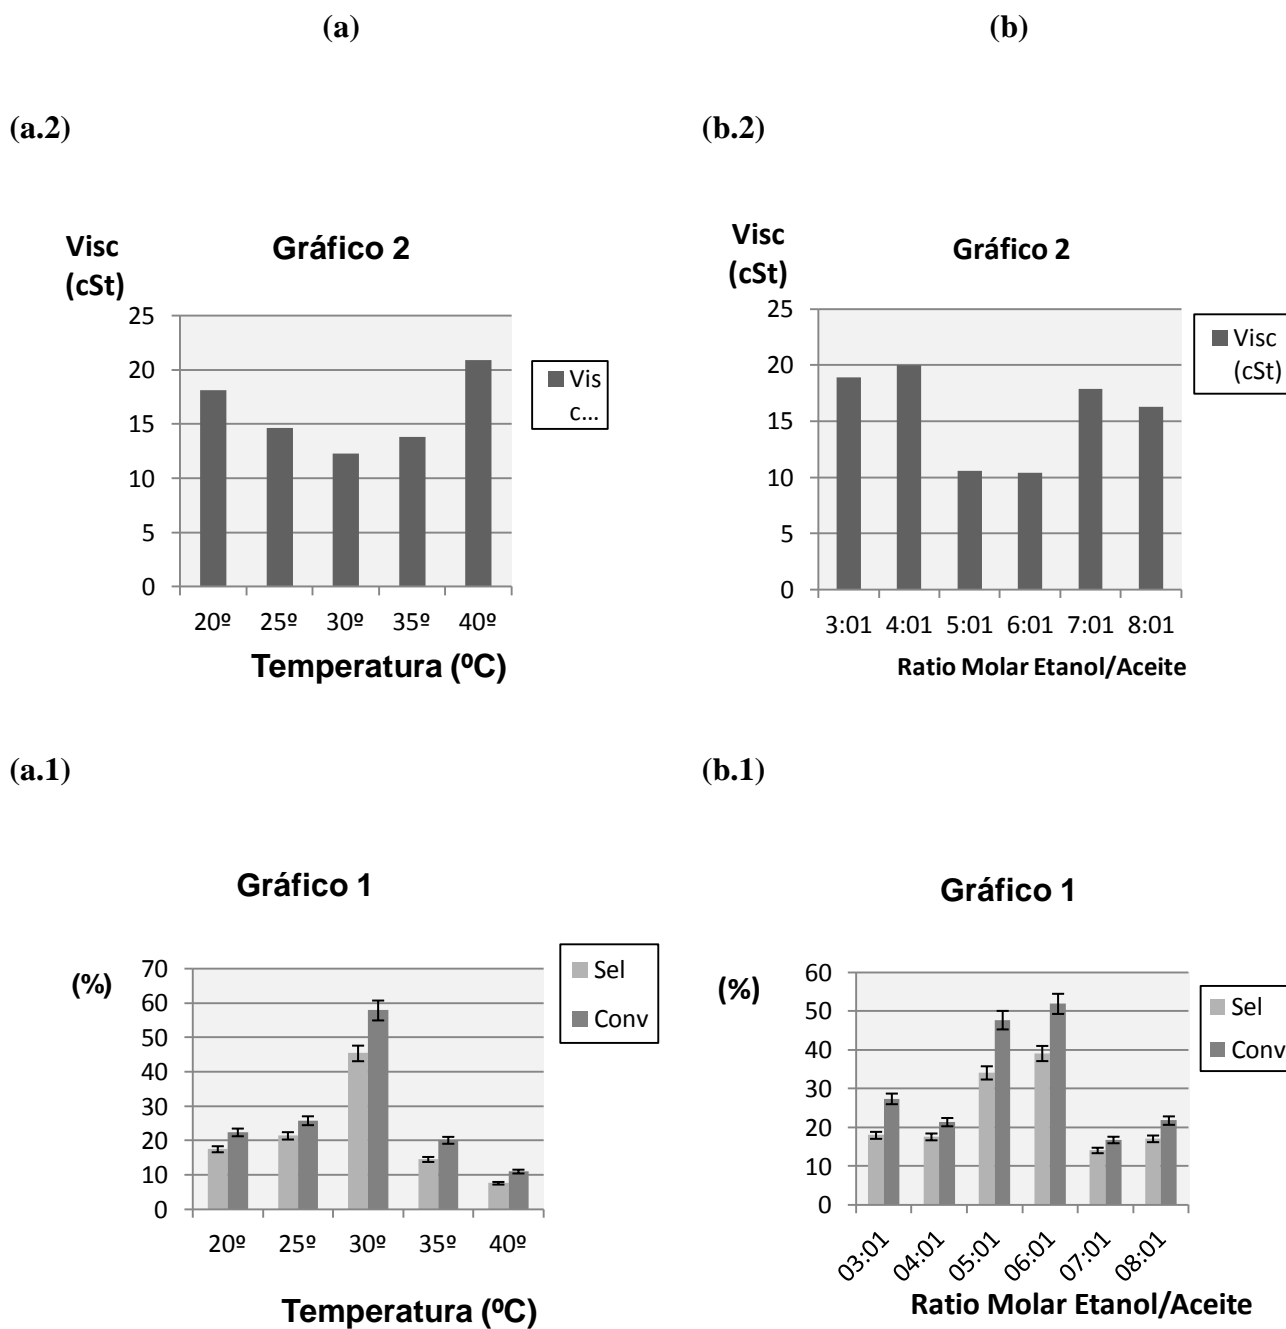 (a)
(b)
(a.2)
(b.2)
Visc
(cSt)
Gráfico 2
25
20
15
10
5
0
20º 25º 30º 35º 40º
Temperatura (ºC)
Vis
c...
Visc
(cSt)
Gráfico 2
25
20
15
10
5
0
3:01 4:01 5:01 6:01 7:01 8:01
Ratio Molar Etanol/Aceite
Visc
(cSt)
(a.1)
(b.1)
Gráfico 1
(%)
70
60
50
40
30
20
10
0
20º 25º 30º 35º 40º
Temperatura (ºC)
Sel
Conv
Gráfico 1
(%)
60
50
40
30
20
10
0
03:01 04:01 05:01 06:01 07:01 08:01
Ratio Molar Etanol/Aceite
Sel
Conv